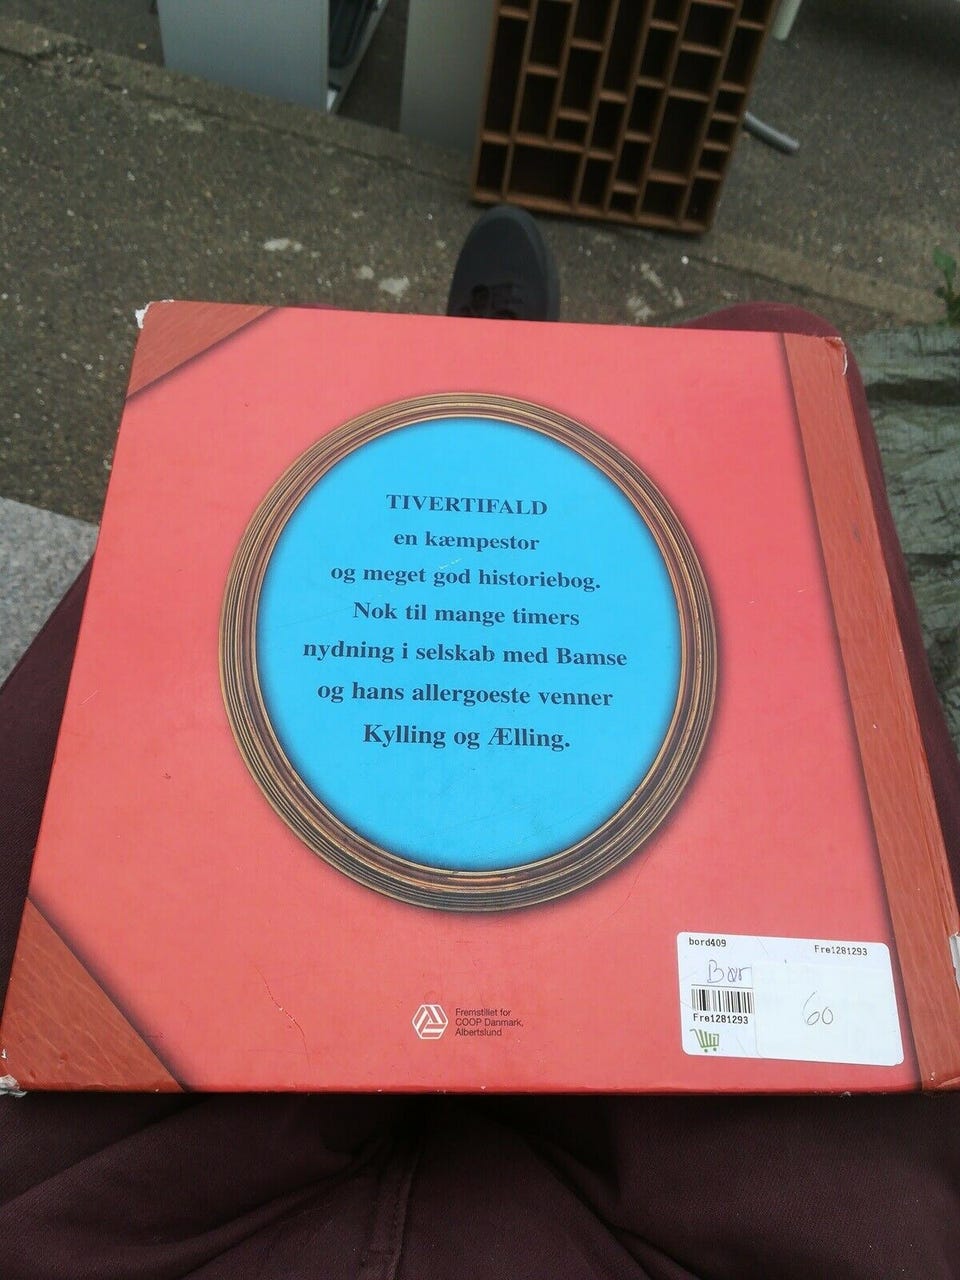 TIVERTIFALD
en kæmpestor
og meget god historiebog.
Nok til mange timers
nydning i selskab med Bamse
og hans allergoeste venner
Kylling og Ælling.
Fremstillet for
COOP Danmark,
Albertslund
bord409
Fre1281293
Bør
Fre1281293
60